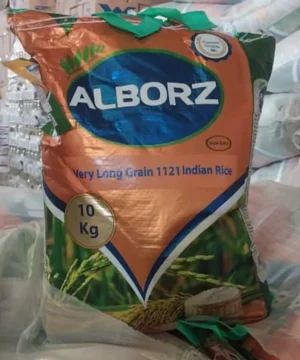 ALBORZ
Very Long Grain 1121 Indian Rice
10
Kg